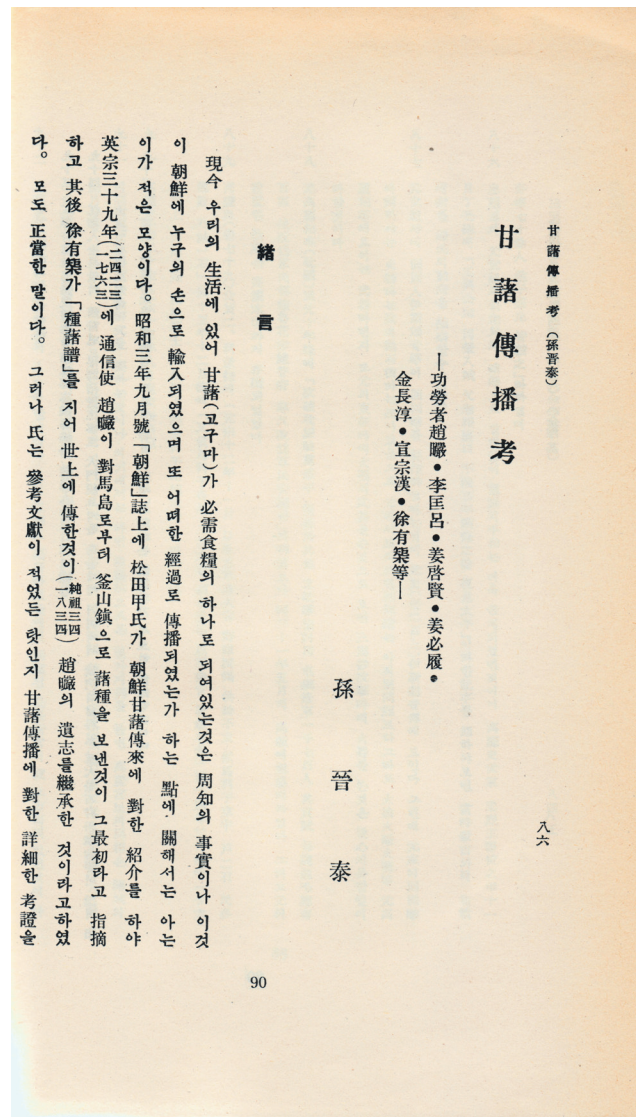 甘藷傳播考 (孫晋泰)
八六
甘藷傳播考
―功勞者趙曮●李匡呂●姜啓賢●姜必履●
金長淳●宣宗漢●徐有榘等―
孫晉泰
緖言
現今 우리의 生活에 있어 甘藷(고구마)가 必需食糧의 하나로 되여있는것은 周知의 事實이나 이것
이 朝鮮에 누구의 손으로 輸入되였으며 또 어떠한 經過로 傳播되였는가 하는 點에 關해서는 아는
이가 적은 모양이다。昭和三年九月號「朝鮮」誌上에 松田甲氏가 朝鮮甘藷傳來에 對한 紹介를 하야
英宗三十九年(二四二三一七六三)에 通信使 趙曮이 對馬島로부터 釜山鎭으로 藷種을 보낸것이 그最初라고 指摘
하고 其後 徐有榘가「種藷譜」를 지어 世上에 傳한것이(純祖三四一八三四) 趙曮의 遺志를繼承한 것이라고하였
다。모도 正當한 말이다。그러나 氏는 參考文獻이 적었든 탓인지 甘藷傳播에 對한 詳細한 考證을
90